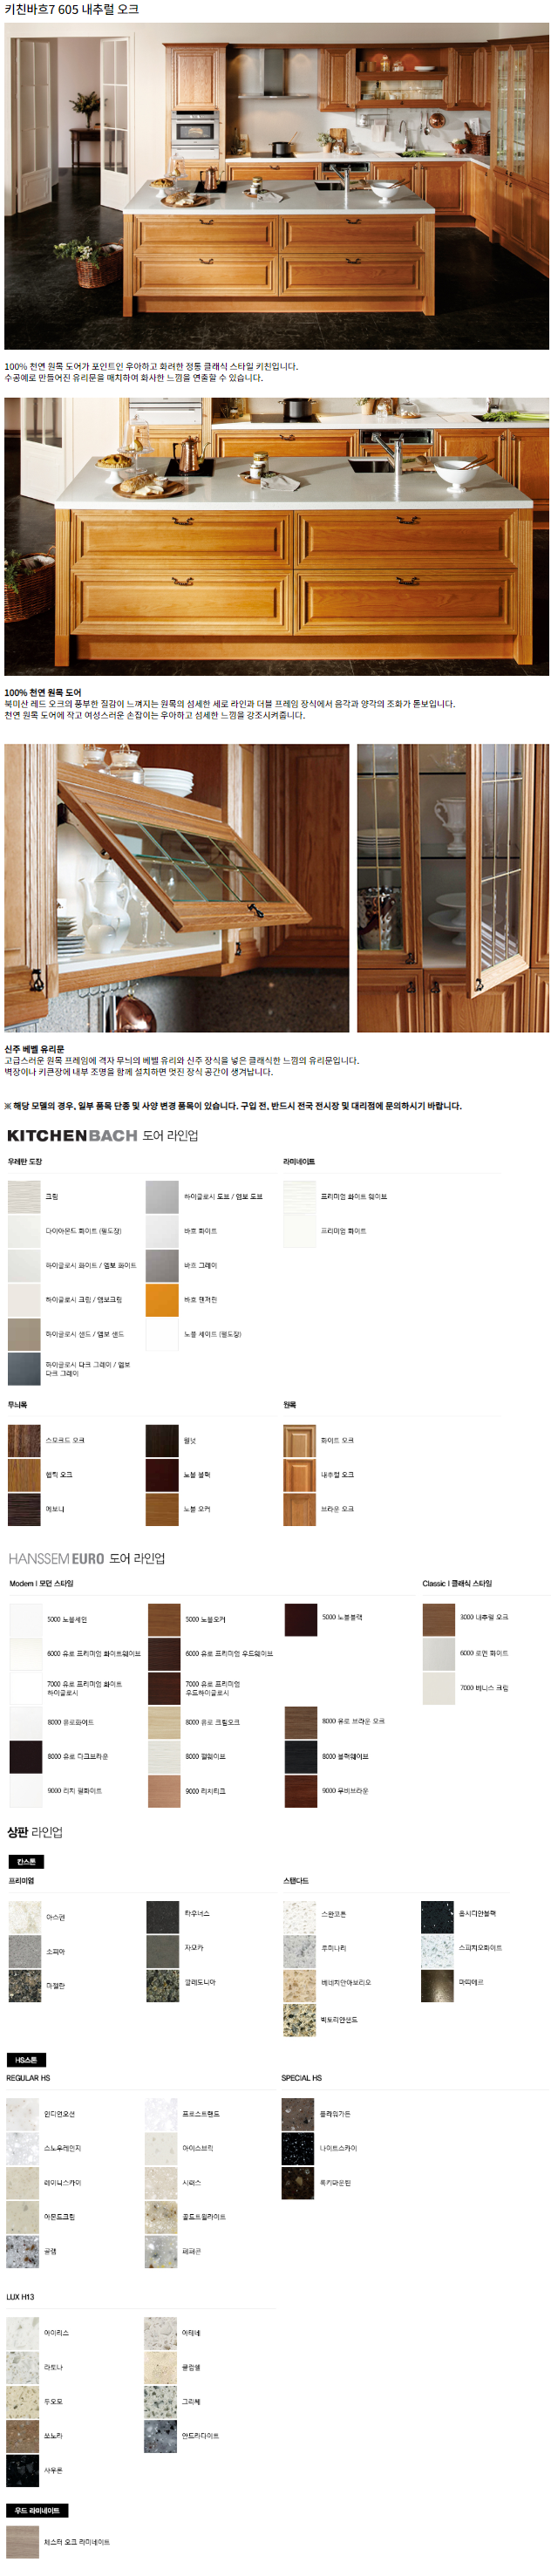 키친바흐7 605 내추럴 오크
100% 천연 원목 도어가 포인트인 우아하고 화려한 정통 클래식 스타일 키친입니다.
수공예로 만들어진 유리문을 매치하여 화사한 느낌을 연출할 수 있습니다.
100% 천연 원목 도어
북미산 레드 오크의 풍부한 질감이 느껴지는 원목의 섬세한 세로 라인과 더블 프레임 장식에서 음각과 양각의 조화가 돋보입니다.
천연 원목 도어에 작고 여성스러운 손잡이는 우아하고 섬세한 느낌을 강조시켜줍니다.
신주 베벨 유리문
고급스러운 원목 프레임에 격자 무늬의 베벨 유리와 신주 장식을 넣은 클래식한 느낌의 유리문입니다.
벽장이나 키큰장에 내부 조명을 함께 설치하면 멋진 장식 공간이 생겨납니다.
※ 해당 모델의 경우, 일부 품목 단종 및 사양 변경 품목이 있습니다. 구입 전, 반드시 전국 전시장 및 대리점에 문의하시기 바랍니다.
KITCHENBACH 도어 라인업
우레탄 도장
라미네이트
크림
하이글로시 토브 / 엠보 토브
프리미엄 화이트 웨이브
다이아몬드 화이트 (펄도장)
바흐 화이트
프리미엄 화이트
하이글로시 화이트 / 엠보 화이트
바흐 그레이
하이글로시 크림 / 엠보크림
바흐 탠저린
하이글로시 샌드 / 엠보 샌드
노블 세이드 (펄도장)
하이글로시 다크 그레이 / 엠보
다크 그레이
무늬목
원목
스모크드 오크
월넛
화이트 오크
앤틱 오크
노블 블랙
내추럴 오크
에보니
노블 오커
브라운 오크
HANSSEM EURO 도어 라인업
Modern | 모던 스타일
Classic | 클래식 스타일
5000 노블세인
5000 노블오커
5000 노블블랙
3000 내추럴 오크
6000 유로 프리미엄 화이트웨이브
6000 유로 프리미엄 우드웨이브
6000 로먼 화이트
7000 유로 프리미엄 화이트
하이글로시
7000 유로 프리미엄
우드하이글로시
7000 베니스 크림
8000 유로화이트
8000 유로 크림오크
8000 유로 브라운 오크
8000 유로 다크브라운
8000 펄웨이브
8000 블랙웨이브
9000 리치 펄화이트
9000 리치티크
9000 루비브라운
상판 라인업
칸스톤
프리미엄
스탠다드
아스펜
타우너스
스완코튼
옵시디안블랙
소피아
자모카
루미나리
스피치오화이트
마젤란
칼레도니아
베네치안아보리오
마띠에르
빅토리안샌드
HS스톤
REGULAR HS
SPECIAL HS
인디언오션
프로스트랜드
플레워가든
스노우레인지
아이스브릭
나이트스카이
레이닉스카이
시래스
록키마운틴
아몬드크림
골드트윌라이트
글램
페퍼콘
LUX H13
아이리스
아테네
라토나
클럼쉘
두오모
그리체
쏘노라
안드라다이트
사우론
우드 라미네이트
체스터 오크 라미네이트